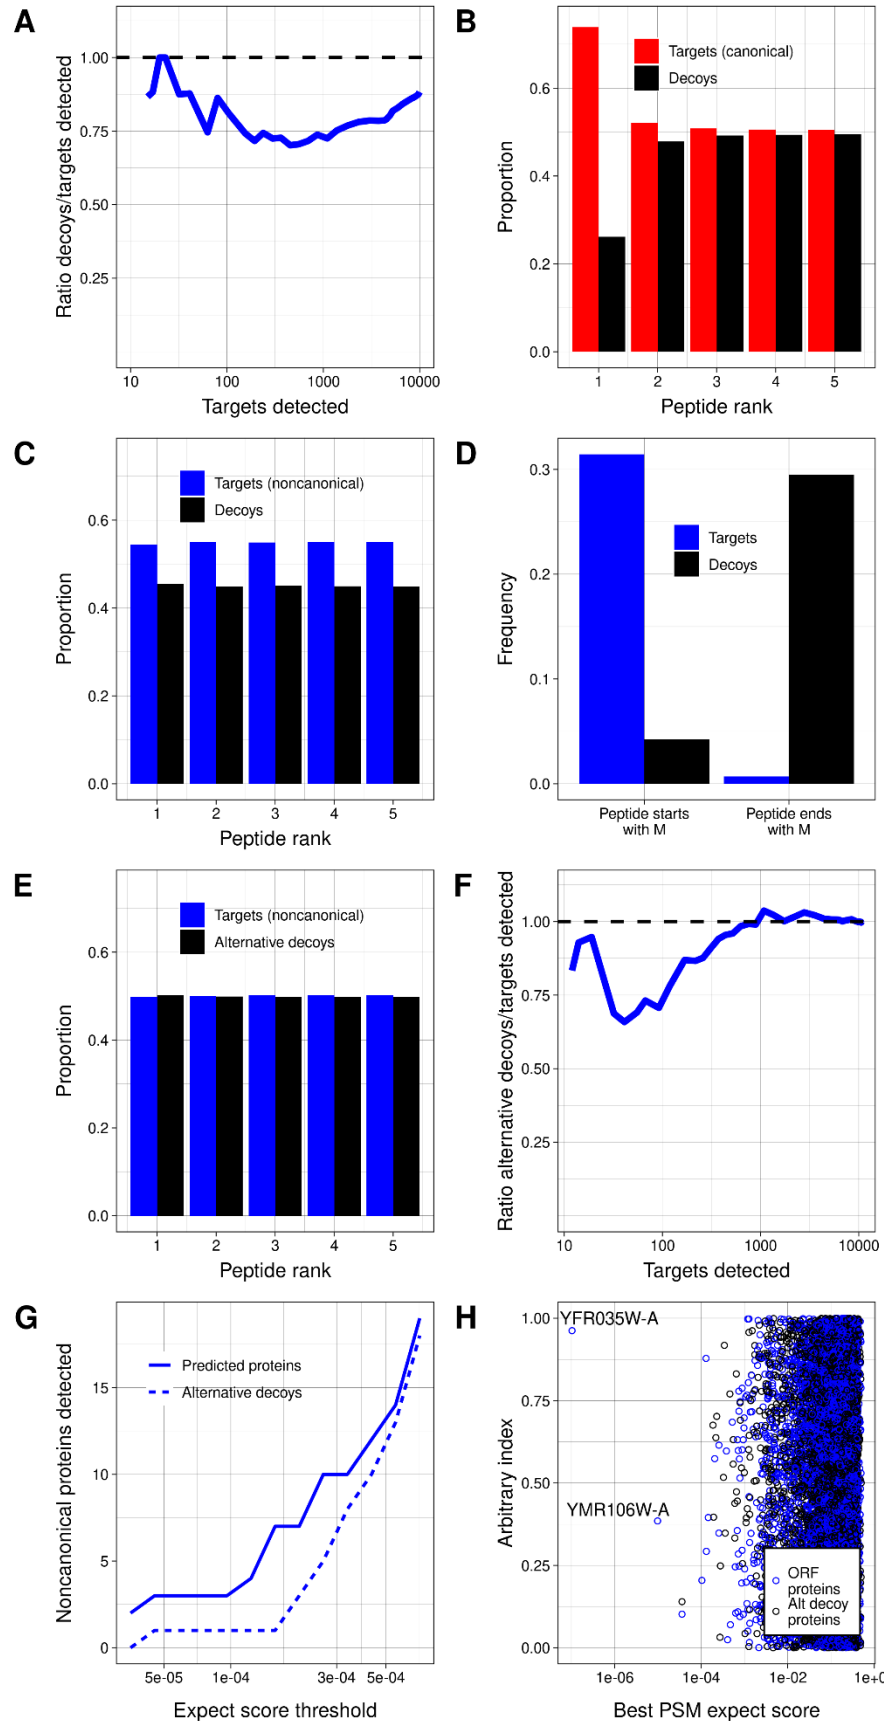 A
Ratio decoys/targets detected
1.00
0.75
0.50
0.25
10
100
1000
10000
Targets detected
B
Proportion
0.6
0.4
0.2
0.0
Targets (canonical)
Decoys
1
2
3
4
5
Peptide rank
C
Proportion
0.6
0.4
0.2
0.0
Targets (noncanonical)
Decoys
1
2
3
4
5
Peptide rank
D
Frequency
0.3
0.2
0.1
0.0
Targets
Decoys
Peptide starts
with M
Peptide ends
with M
E
Proportion
0.6
0.4
0.2
0.0
Targets (noncanonical)
Alternative decoys
1
2
3
4
5
Peptide rank
F
Ratio alternative decoys/targets detected
1.00
0.75
0.50
0.25
10
100
1000
10000
Targets detected
G
Noncanonical proteins detected
15
10
5
0
Predicted proteins
Alternative decoys
5e-05
1e-04
3e-04
5e-04
Expect score threshold
H
Arbitrary index
1.00
0.75
0.50
0.25
0.00
YFR035W-A
YMR106W-A
ORF
proteins
Alt decoy
proteins
1e-06
1e-04
1e-02
1e+0
Best PSM expect score